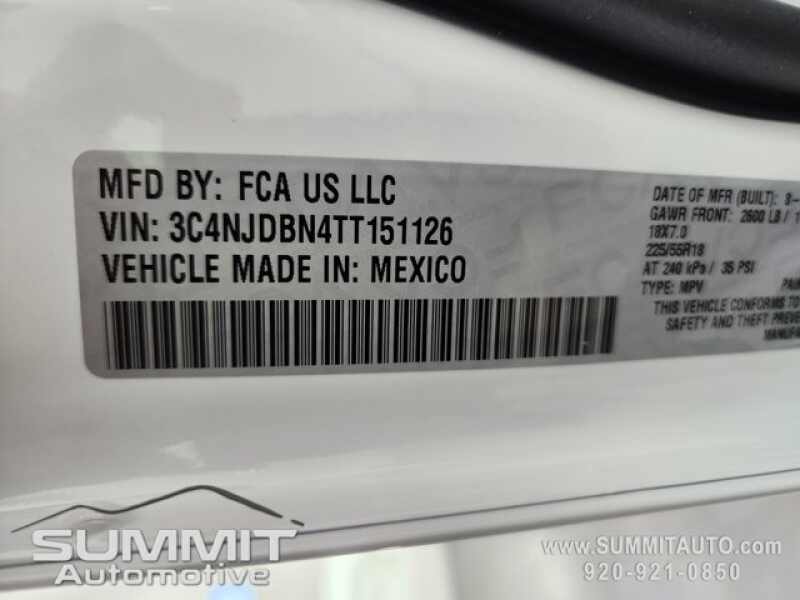 MFD BY: FCA US LLC
VIN: 3C4NJDBN4TT151126
VEHICLE MADE IN: MEXICO
DATE OF MFR (BUILT):
GAWR FRONT: 2600 LB /
18X7.0
225/55R18
AT 240 kPa / 35 PSI
TYPE: MPV
THIS VEHICLE CONFORMS TO
SAFETY AND THEFT
SUMMIT
Automotive
WWW.SUMMITAUTO.COM
920-921-0850